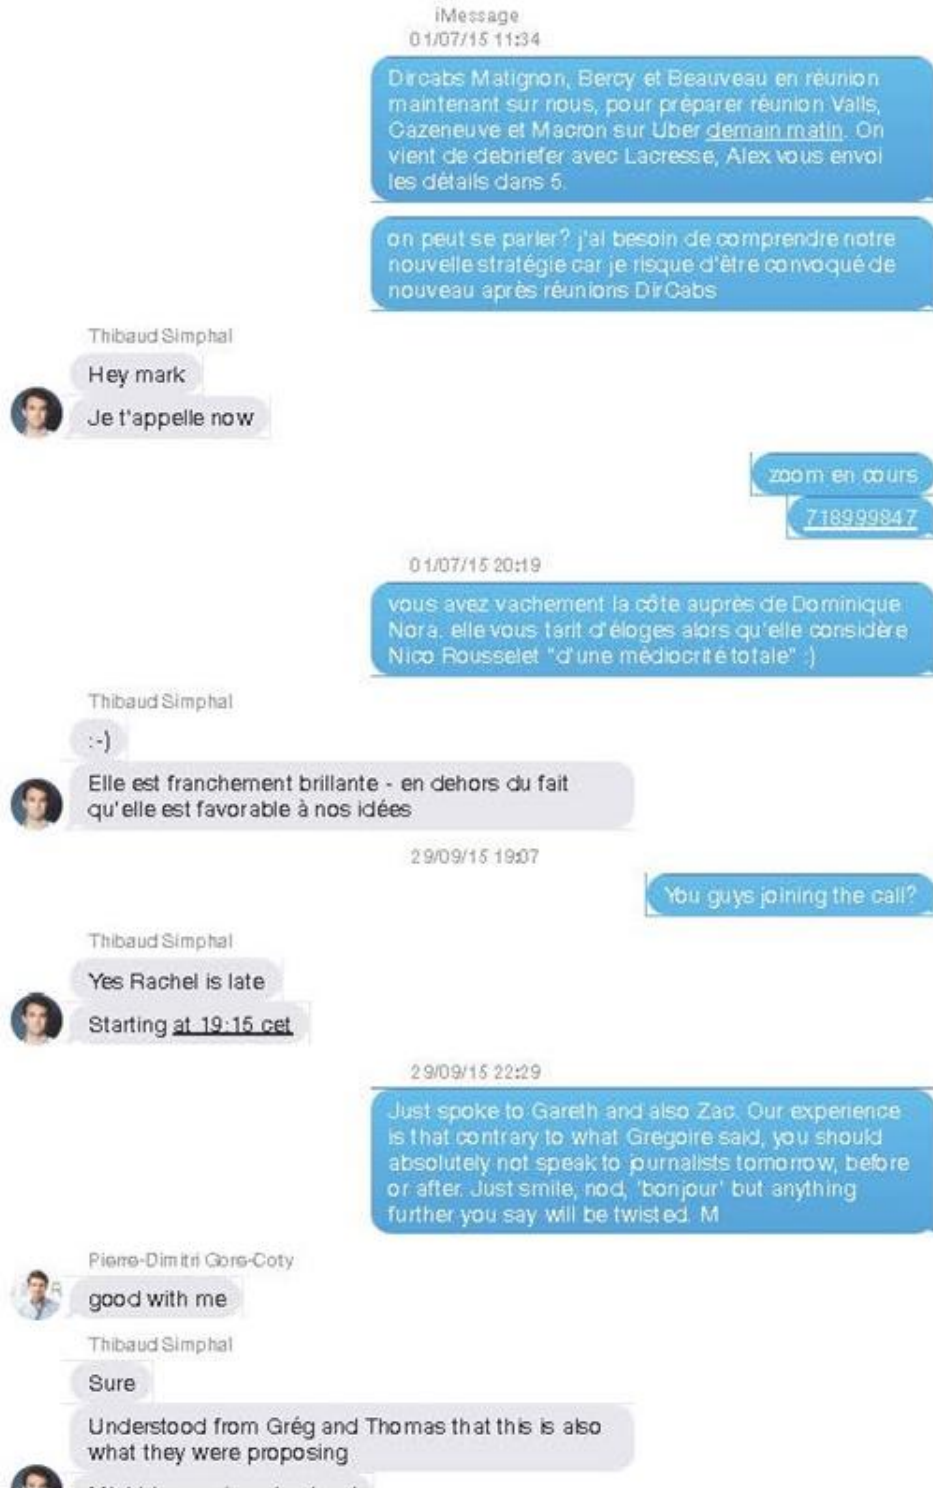 iMessage
01/07/15 11:34
Dircabs Matignon, Bercy et Beauveau en réunion
maintenant sur nous, pour préparer réunion Valls,
Cazeneuve et Macron sur Uber demain matin. On
vient de debriefer avec Lacresse, Alex vous envoi
les détails dans 5.
on peut se parler? j'ai besoin de comprendre notre
nouvelle stratégie car je risque d'être convoqué de
nouveau après réunions DirCabs
Thibaud Simphal
Hey mark
Je t'appelle now
zoom en cours
718999847
01/07/15 20:19
vous avez vachement la côte auprès de Dominique
Nora. elle vous tarit d'éloges alors qu'elle considère
Nico Rousselet "d'une médiocrité totale" :)
Thibaud Simphal
:-)
Elle est franchement brillante - en dehors du fait
qu'elle est favorable à nos idées
29/09/15 19:07
You guys joining the call?
Thibaud Simphal
Yes Rachel is late
Starting at 19:15 cet
29/09/15 22:29
Just spoke to Gareth and also Zac. Our experience
is that contrary to what Gregoire said, you should
absolutely not speak to journalists tomorrow, before
or after. Just smile, nod, 'bonjour' but anything
further you say will be twisted. M
Pierre-Dimitri Gore-Coty
good with me
Thibaud Simphal
Sure
Understood from Grég and Thomas that this is also
what they were proposing